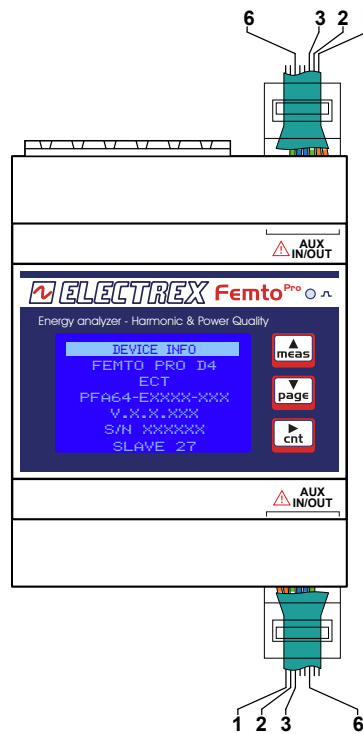 6 3 2
AUX
IN/OUT
ELECTREX Femto Pro
Energy analyzer - Harmonic & Power Quality
DEVICE INFO
FEMTO PRO D4
ECT
PFA64-EXXXX-XXX
V.X.X.XXX
S/N XXXXXX
SLAVE 27
meas
page
cnt
AUX
IN/OUT
1 2 3 6